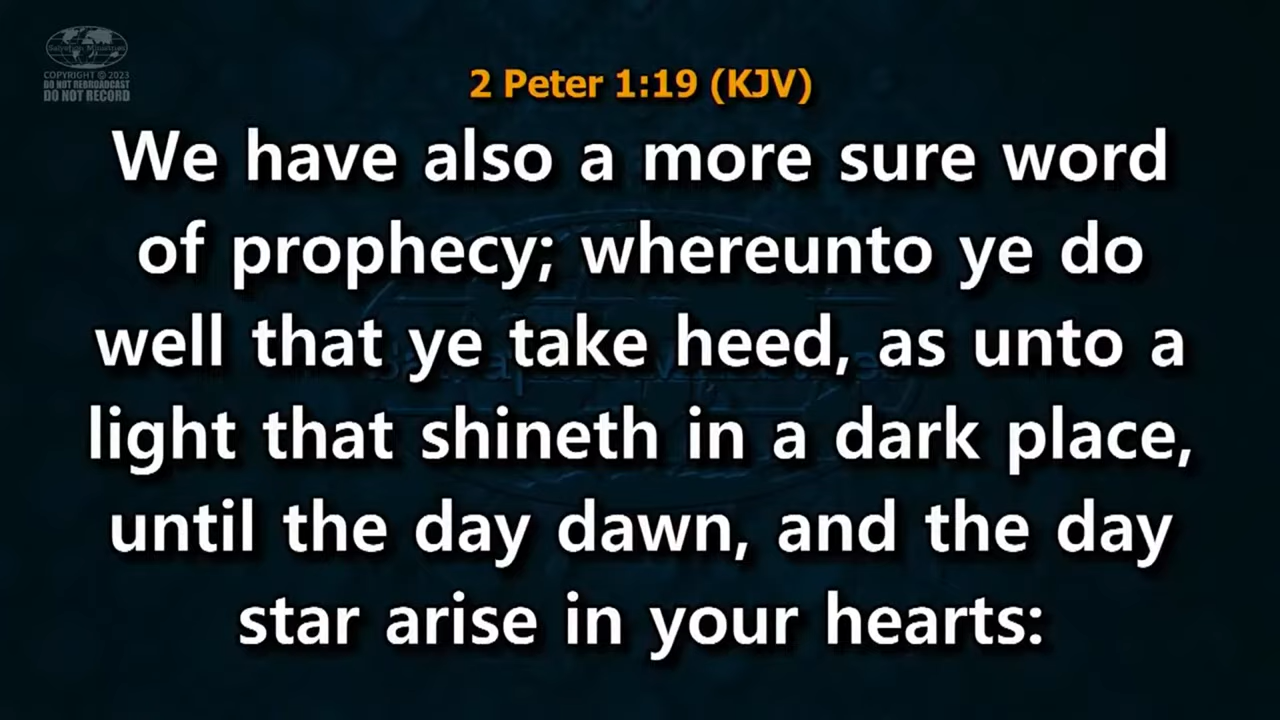 Salvation Ministries
COPYRIGHT © 2023
DO NOT REBROADCAST
DO NOT RECORD
2 Peter 1:19 (KJV)
We have also a more sure word
of prophecy; whereunto ye do
well that ye take heed, as unto a
light that shineth in a dark place,
until the day dawn, and the day
star arise in your hearts: